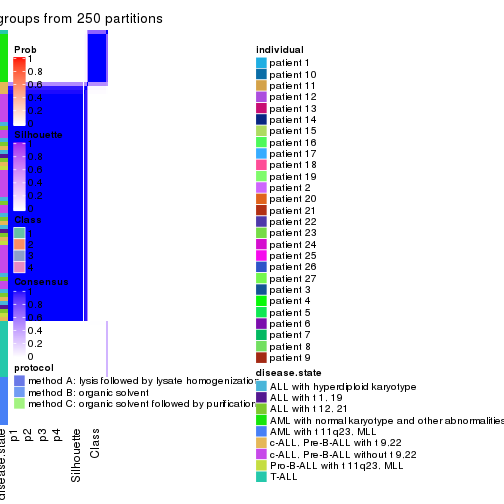 groups from 250 partitions
Prob
1
0.8
0.6
0.4
0.2
0
Silhouette
1
0.8
0.6
0.4
0.2
0
Class
1
2
3
4
Consensus
1
0.8
0.6
0.4
0.2
0
protocol
method A: lysis followed by lysate homogenization
method B: organic solvent
method C: organic solvent followed by purification
disease.state
p1
p2
p3
p4
Silhouette
Class
individual
patient 1
patient 10
patient 11
patient 12
patient 13
patient 14
patient 15
patient 16
patient 17
patient 18
patient 19
patient 2
patient 20
patient 21
patient 22
patient 23
patient 24
patient 25
patient 26
patient 27
patient 3
patient 4
patient 5
patient 6
patient 7
patient 8
patient 9
disease.state
ALL with hyperdiploid karyotype
ALL with t 1. 19
ALL with t 12. 21
AML with normal karyotype and other abnormalities
AML with t 11q23. MLL
c-ALL. Pre-B-ALL with t 9.22
c-ALL. Pre-B-ALL without t 9.22
Pro-B-ALL with t 11q23. MLL
T-ALL